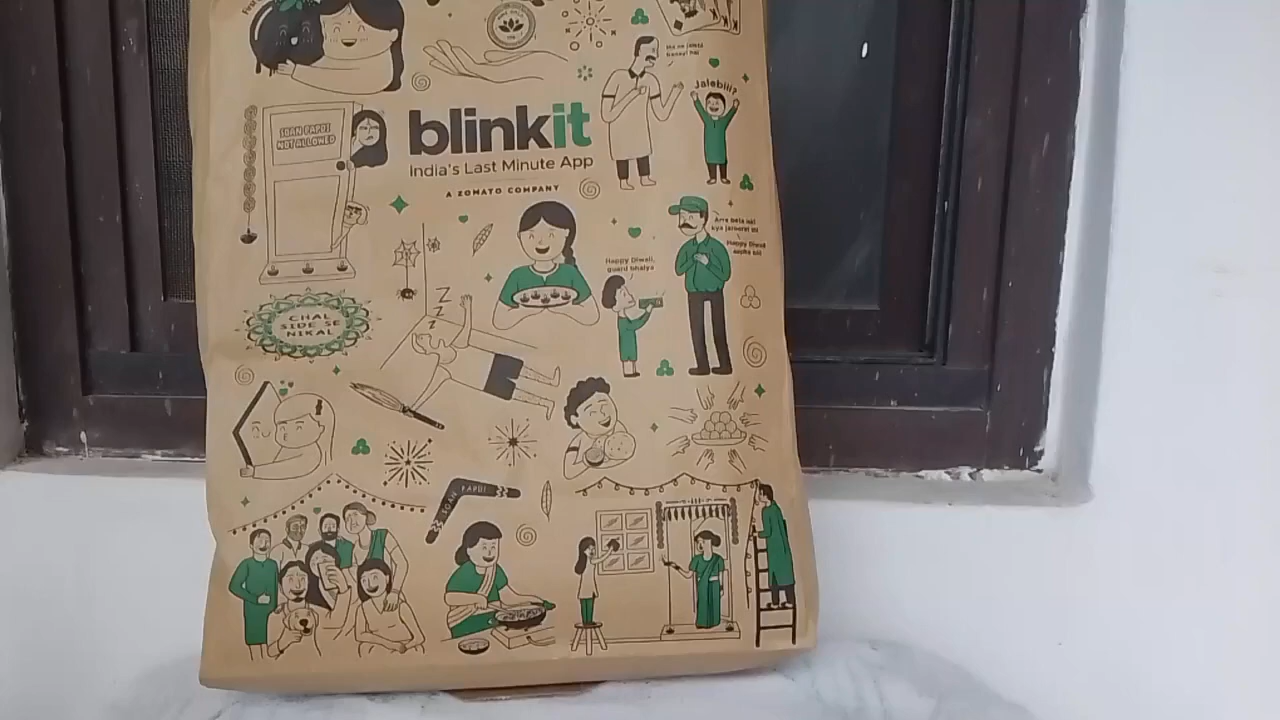 Jalebiii?
blinkit
India's Last Minute App
A ZOMATO COMPANY
SOAN PAPDI
NOT ALLOWED
Happy Diwali,
guard bhaiya
CHAL
SIDE SE
NIKAL
Z
Z
Z
SOAN PAPDI